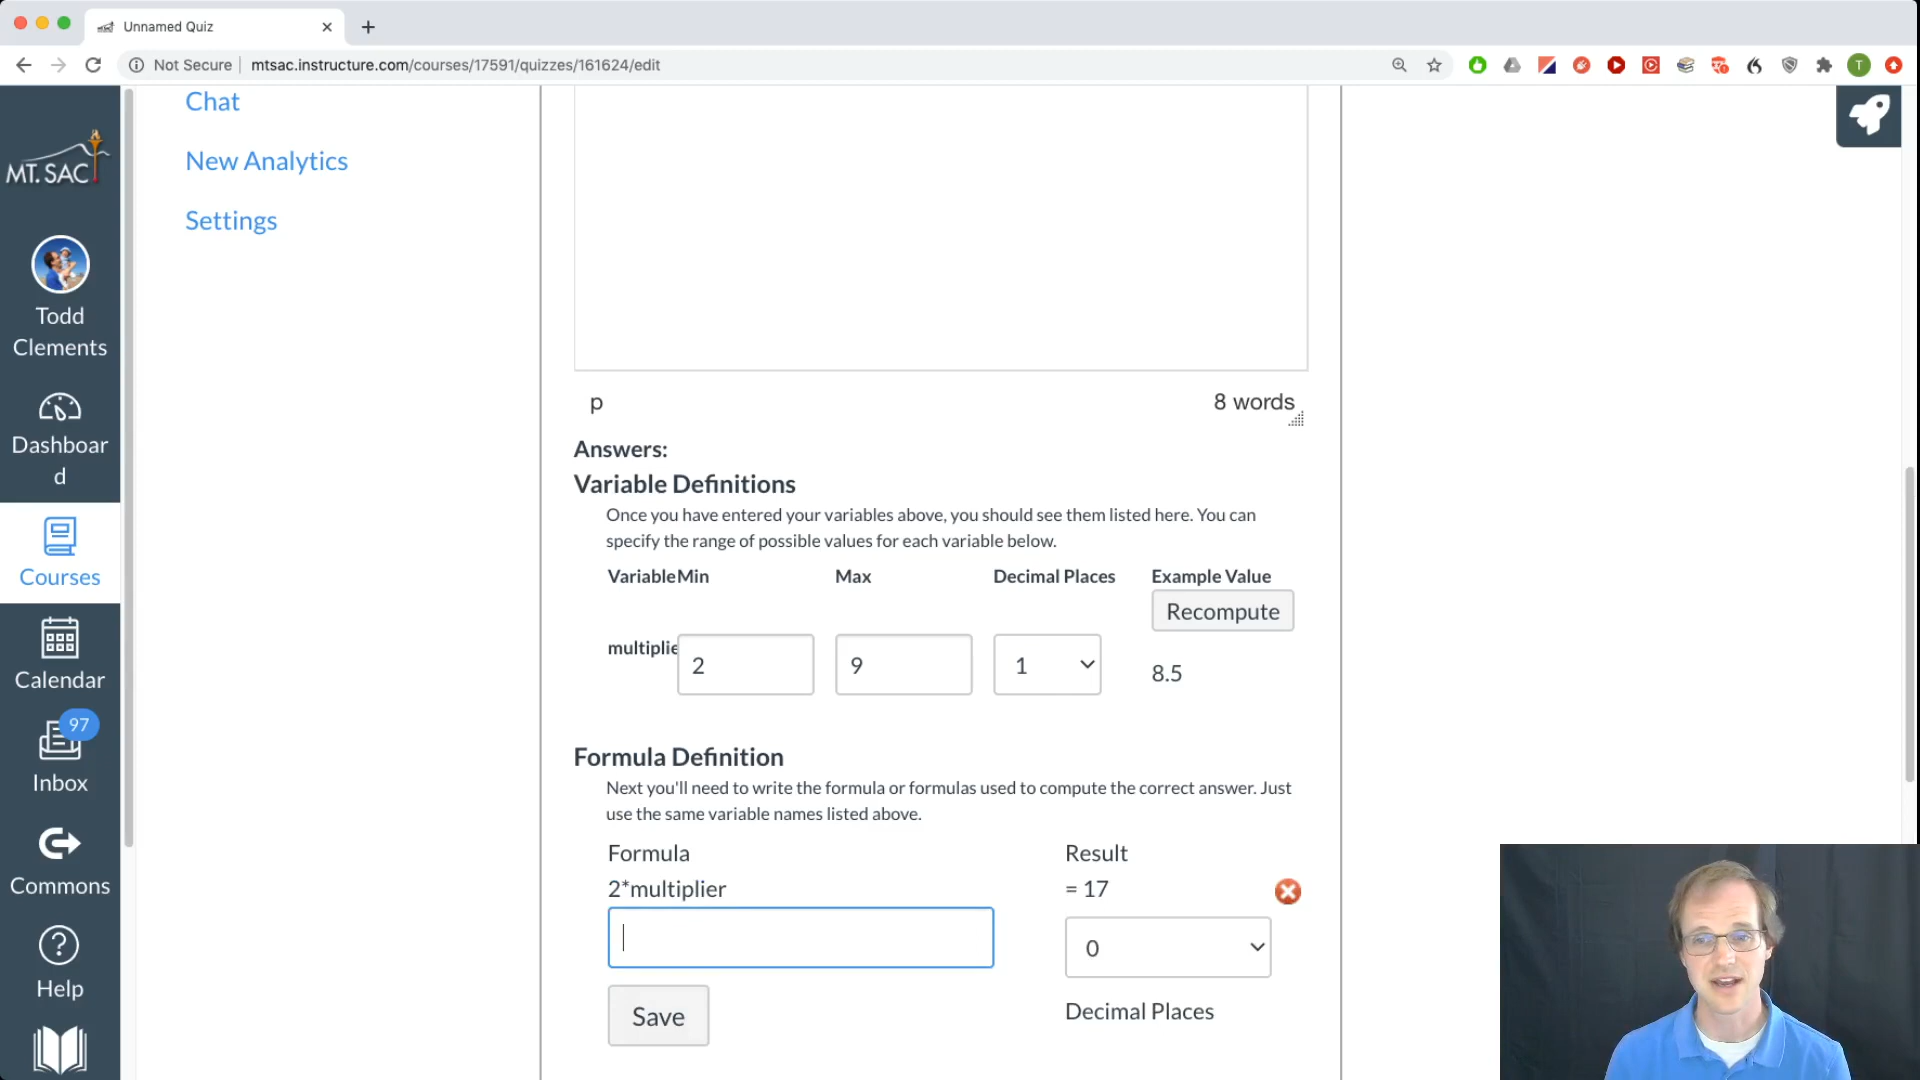 Unnamed Quiz
Not Secure
mtsac.instructure.com/courses/17591/quizzes/161624/edit
T
MT. SAC
Todd
Clements
Dashboar
d
Courses
Calendar
97
Inbox
Commons
Help
Chat
New Analytics
Settings
p
8 words
Answers:
Variable Definitions
Once you have entered your variables above, you should see them listed here. You can
specify the range of possible values for each variable below.
Variable Min Max Decimal Places Example Value
Recompute
multiplie 2 9 1 8.5
Formula Definition
Next you'll need to write the formula or formulas used to compute the correct answer. Just
use the same variable names listed above.
Formula Result
2*multiplier = 17
0
Save
Decimal Places